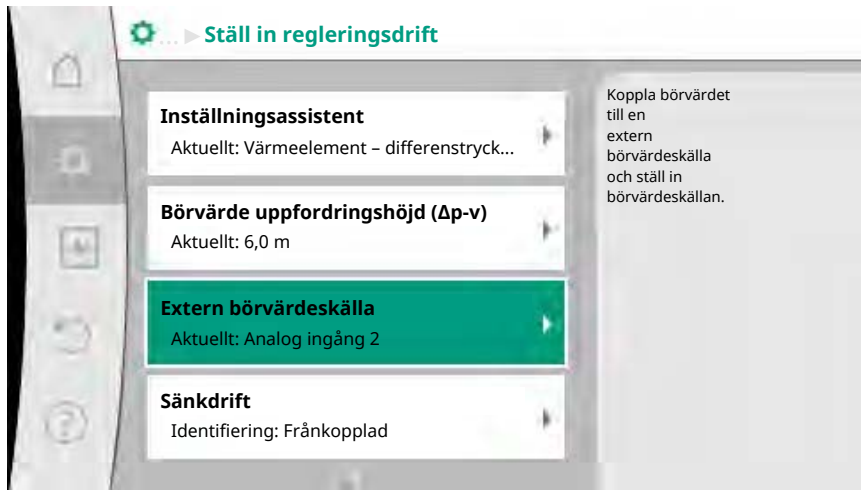 ... Ställ in regleringsdrift
Inställningsassistent
Aktuellt: Värmeelement – differenstryck...
Börvärde uppfordringshöjd (Δp-v)
Aktuellt: 6,0 m
Extern börvärdeskälla
Aktuellt: Analog ingång 2
Sänkdrift
Identifiering: Frånkopplad
Koppla börvärdet
till en
extern
börvärdeskälla
och ställ in
börvärdeskällan.